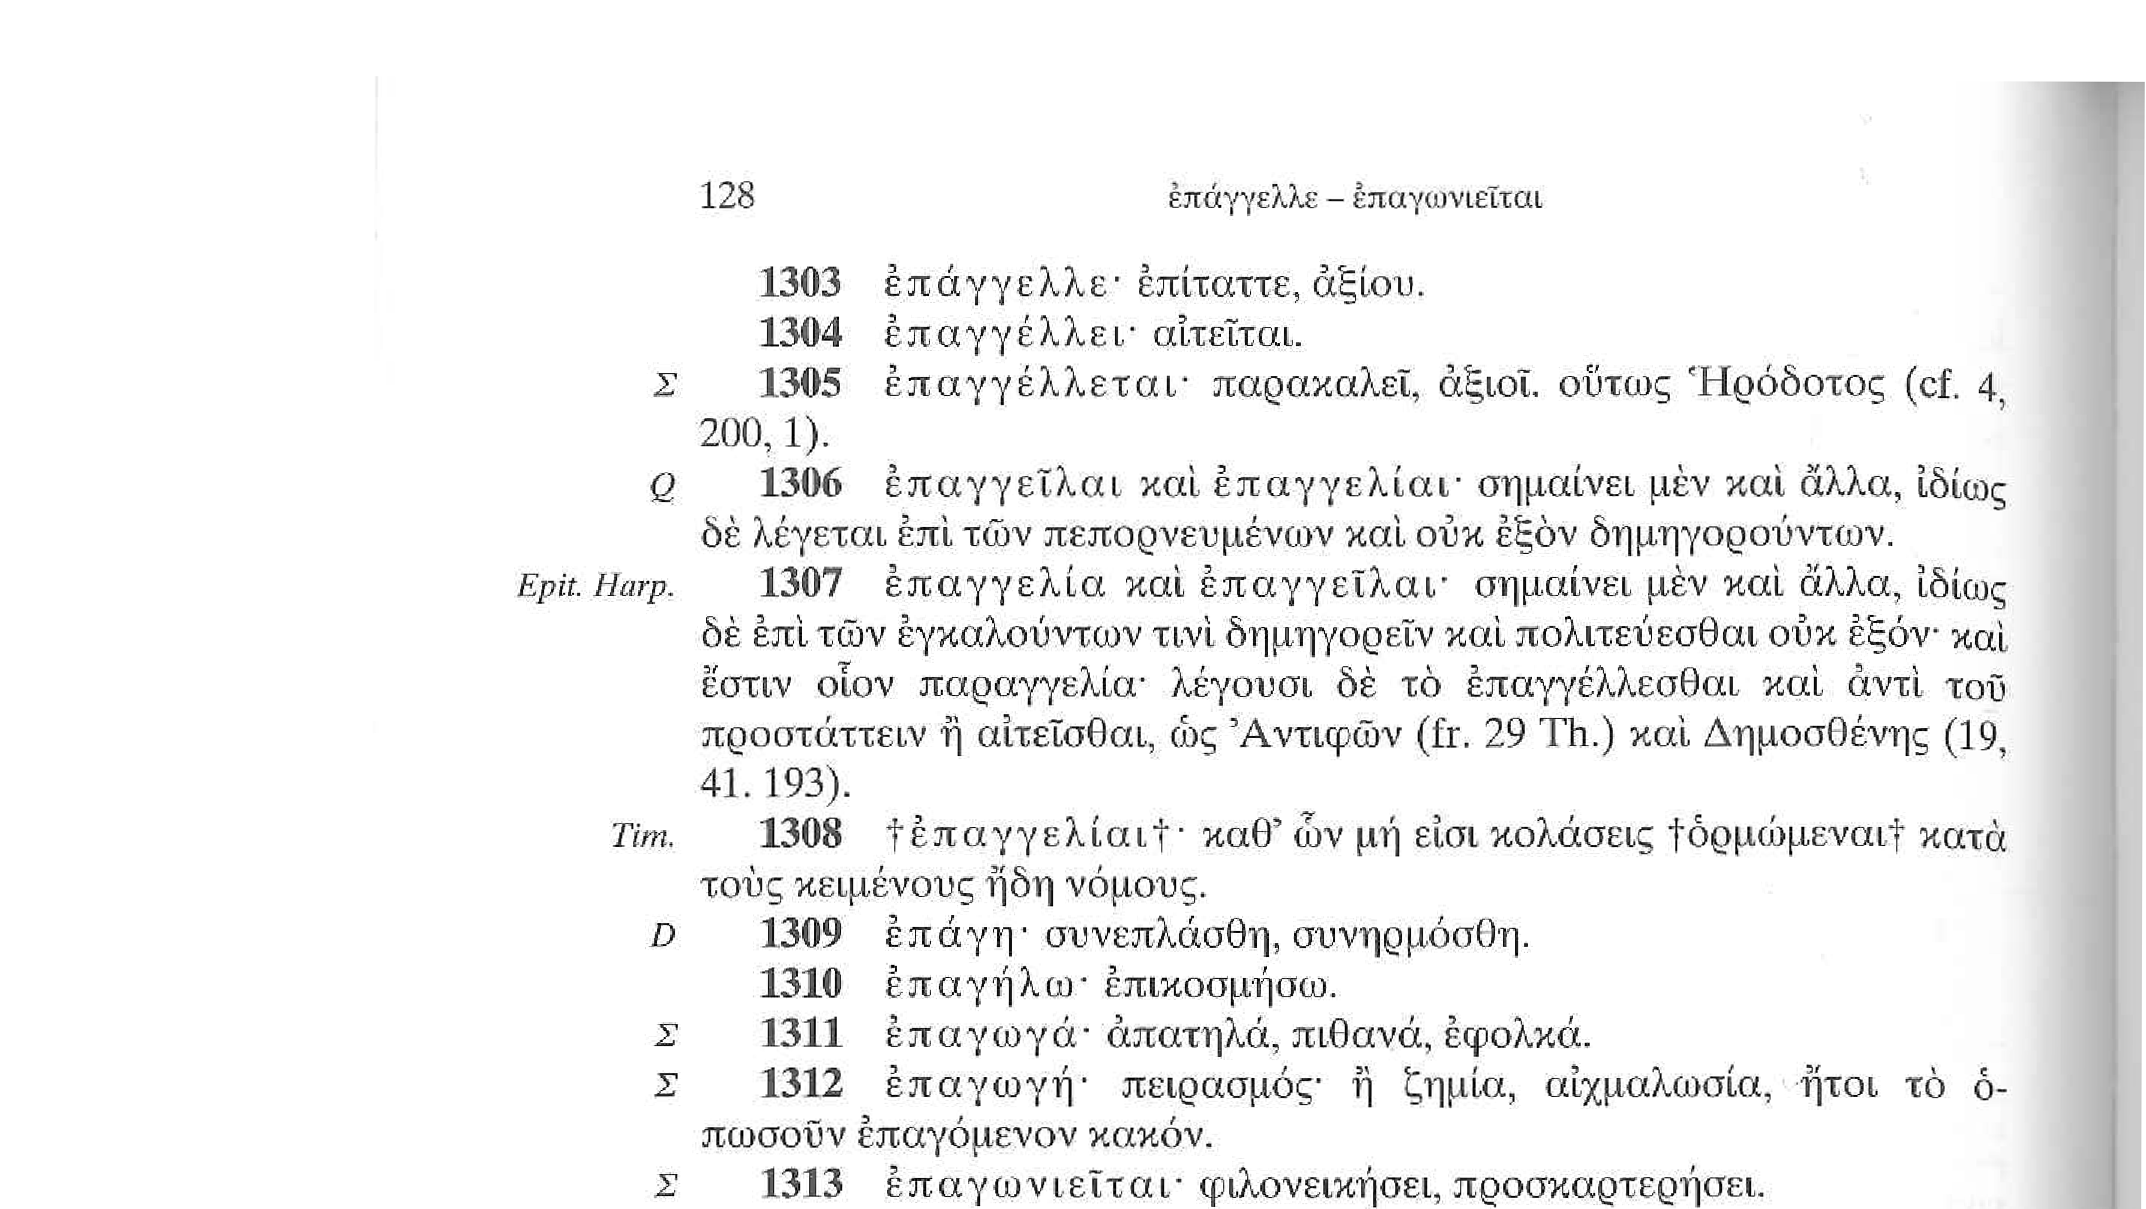 128 ἐπάγγελλε – ἐπαγωνιεῖται
1303 ἐπάγγελλε· ἐπίταττε, ἀξίου.
1304 ἐπαγγέλλει· αἰτεῖται.
Σ 1305 ἐπαγγέλλεται· παρακαλεῖ, ἀξιοῖ. οὕτως Ἡρόδοτος (cf. 4,
200, 1).
Q 1306 ἐπαγγεῖλαι καὶ ἐπαγγελίαι· σημαίνει μὲν καὶ ἄλλα, ἰδίως
δὲ λέγεται ἐπὶ τῶν πεπορνευμένων καὶ οὐκ ἐξὸν δημηγορούντων.
Epit. Harp. 1307 ἐπαγγελία καὶ ἐπαγγεῖλαι· σημαίνει μὲν καὶ ἄλλα, ἰδίως
δὲ ἐπὶ τῶν ἐγκαλούντων τινὶ δημηγορεῖν καὶ πολιτεύεσθαι οὐκ ἐξόν· καὶ
ἔστιν οἷον παραγγελία· λέγουσι δὲ τὸ ἐπαγγέλλεσθαι καὶ ἀντὶ τοῦ
προστάττειν ἢ αἰτεῖσθαι, ὡς Ἀντιφῶν (fr. 29 Th.) καὶ Δημοσθένης (19,
41. 193).
Tim. 1308 †ἐπαγγελίαι†· καθ’ ὧν μή εἰσι κολάσεις †ὁρμώμεναι† κατὰ
τοὺς κειμένους ἤδη νόμους.
D 1309 ἐπάγη· συνεπλάσθη, συνηρμόσθη.
1310 ἐπαγήλω· ἐπικοσμήσω.
Σ 1311 ἐπαγωγά· ἀπατηλά, πιθανά, ἐφολκά.
Σ 1312 ἐπαγωγή· πειρασμός· ἢ ζημία, αἰχμαλωσία, ἤτοι τὸ ὁ-
πωσοῦν ἐπαγόμενον κακόν.
Σ 1313 ἐπαγωνιεῖται· φιλονεικήσει, προσκαρτερήσει.